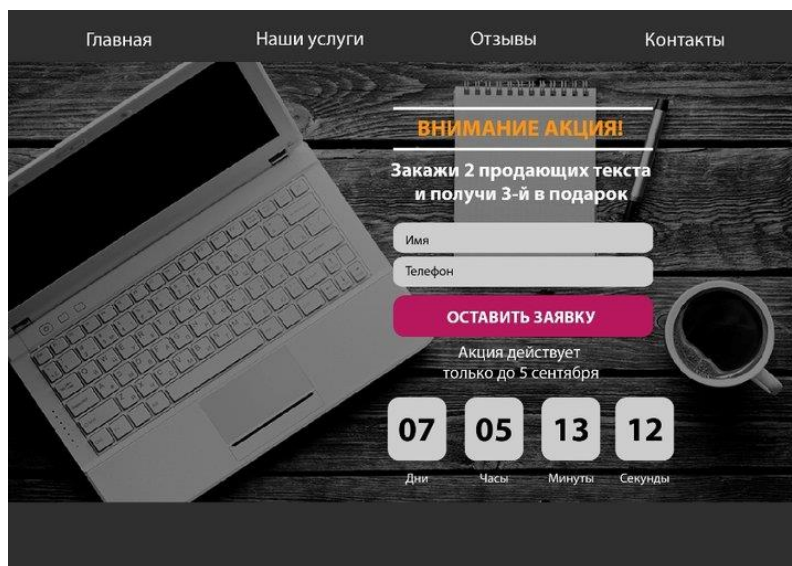 Главная Наши услуги Отзывы Контакты
ВНИМАНИЕ АКЦИЯ!
Закажи 2 продающих текста
и получи 3-й в подарок
Имя
Телефон
ОСТАВИТЬ ЗАЯВКУ
Акция действует
только до 5 сентября
07 05 13 12
Дни Часы Минуты Секунды